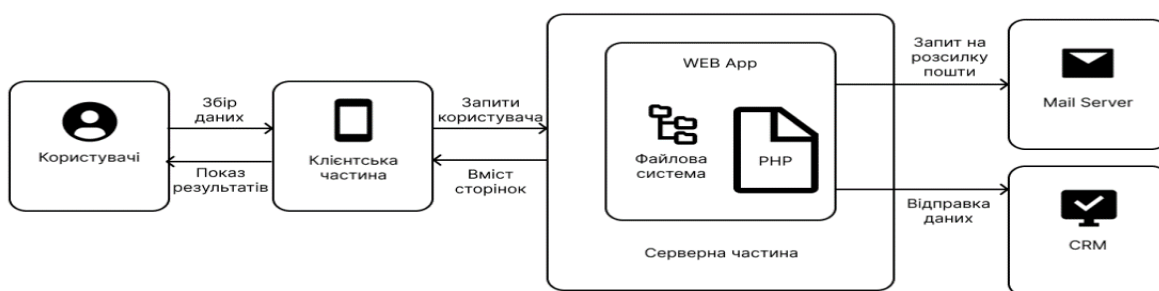 Користувачі
Збір
даних
Показ
результатів
Клієнтська
частина
Запити
користувача
Вміст
сторінок
WEB App
Файлова
система
PHP
Серверна частина
Запит на
розсилку
пошти
Mail Server
Відправка
даних
CRM